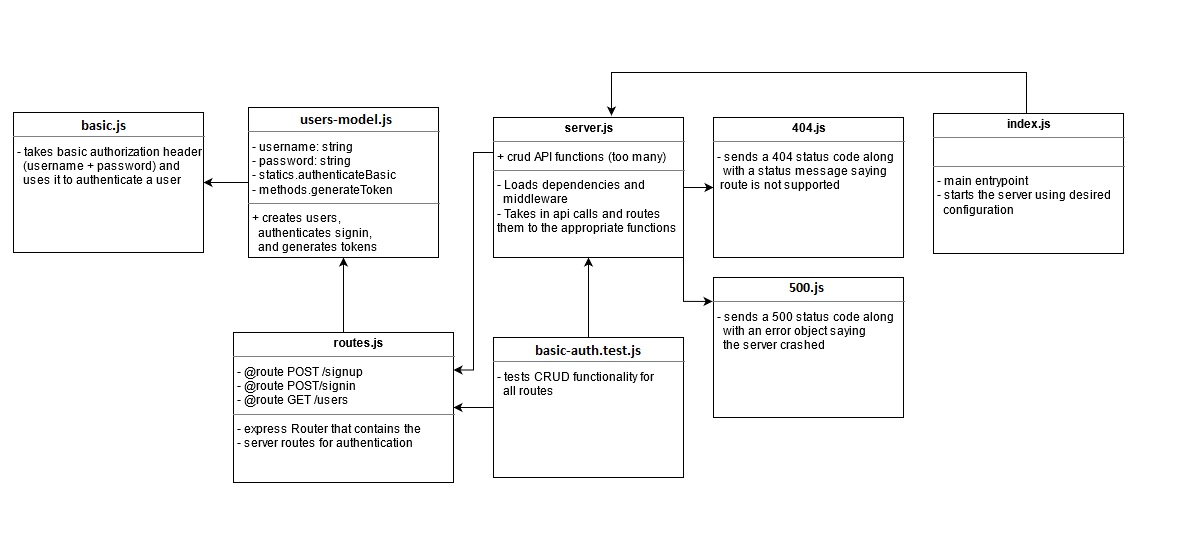 basic.js
- takes basic authorization header
(username + password) and
uses it to authenticate a user
users-model.js
- username: string
- password: string
- statics.authenticateBasic
- methods.generateToken
+ creates users,
authenticates signin,
and generates tokens
server.js
+ crud API functions (too many)
- Loads dependencies and
middleware
- Takes in api calls and routes
them to the appropriate functions
404.js
- sends a 404 status code along
with a status message saying
route is not supported
index.js
- main entrypoint
- starts the server using desired
configuration
500.js
- sends a 500 status code along
with an error object saying
the server crashed
routes.js
- @route POST /signup
- @route POST/signin
- @route GET /users
- express Router that contains the
- server routes for authentication
basic-auth.test.js
- tests CRUD functionality for
all routes